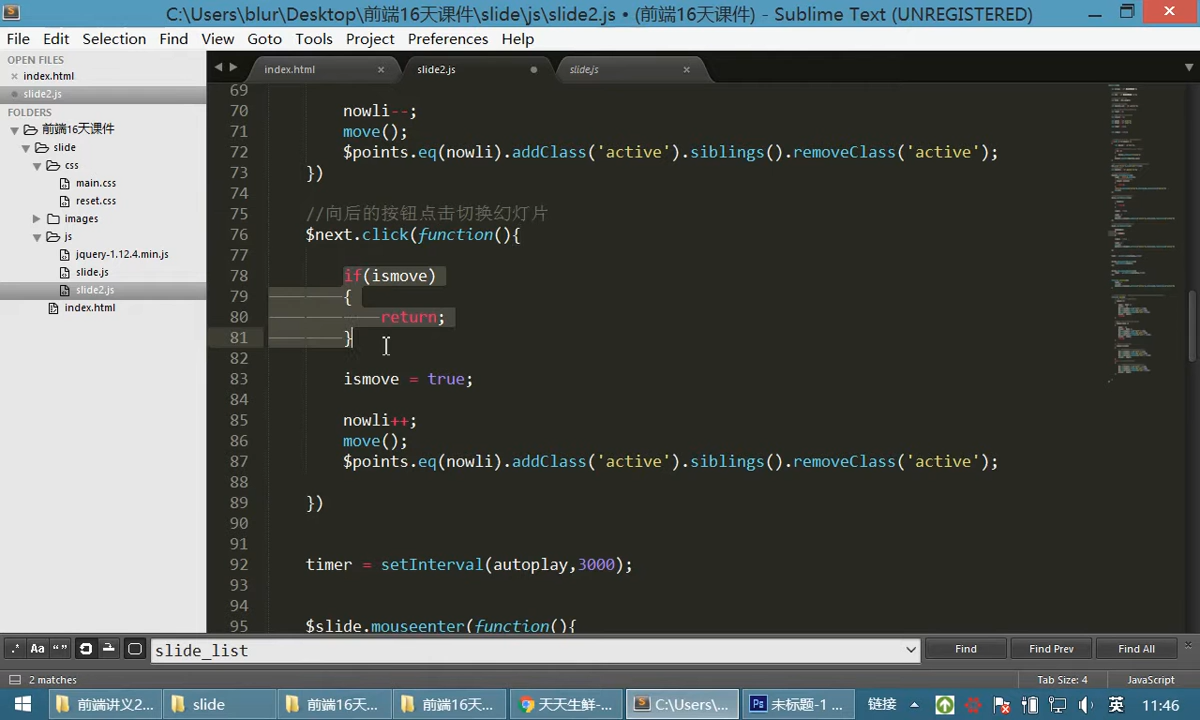 C:\Users\blur\Desktop\前端16天课件\slide\js\slide2.js • (前端16天课件) - Sublime Text (UNREGISTERED)
File Edit Selection Find View Goto Tools Project Preferences Help
OPEN FILES
index.html
slide2.js
FOLDERS
前端16天课件
slide
css
main.css
reset.css
images
js
jquery-1.12.4.min.js
slide.js
slide2.js
index.html
index.html slide2.js slide.js
69
70 nowli--;
71 move();
72 $points.eq(nowli).addClass('active').siblings().removeClass('active');
73 })
74
75 //向后的按钮点击切换幻灯片
76 $next.click(function(){
77
78 if(ismove)
79 {
80 return;
81 }
82
83 ismove = true;
84
85 nowli++;
86 move();
87 $points.eq(nowli).addClass('active').siblings().removeClass('active');
88
89 })
90
91
92 timer = setInterval(autoplay,3000);
93
94
95 $slide.mouseenter(function(){
.* Aa “” slide_list Find Find Prev Find All
2 matches Tab Size: 4 JavaScript
前端讲义2... slide 前端16天... 前端16天... 天天生鲜-... C:\Users\... 未标题-1 ... 链接 英 11:46